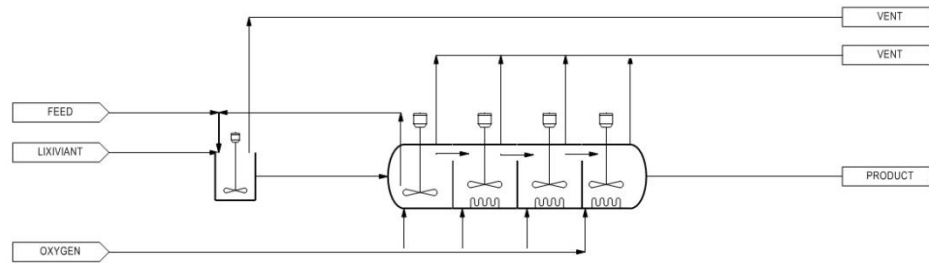 VENT
VENT
FEED
LIXIVIANT
PRODUCT
OXYGEN